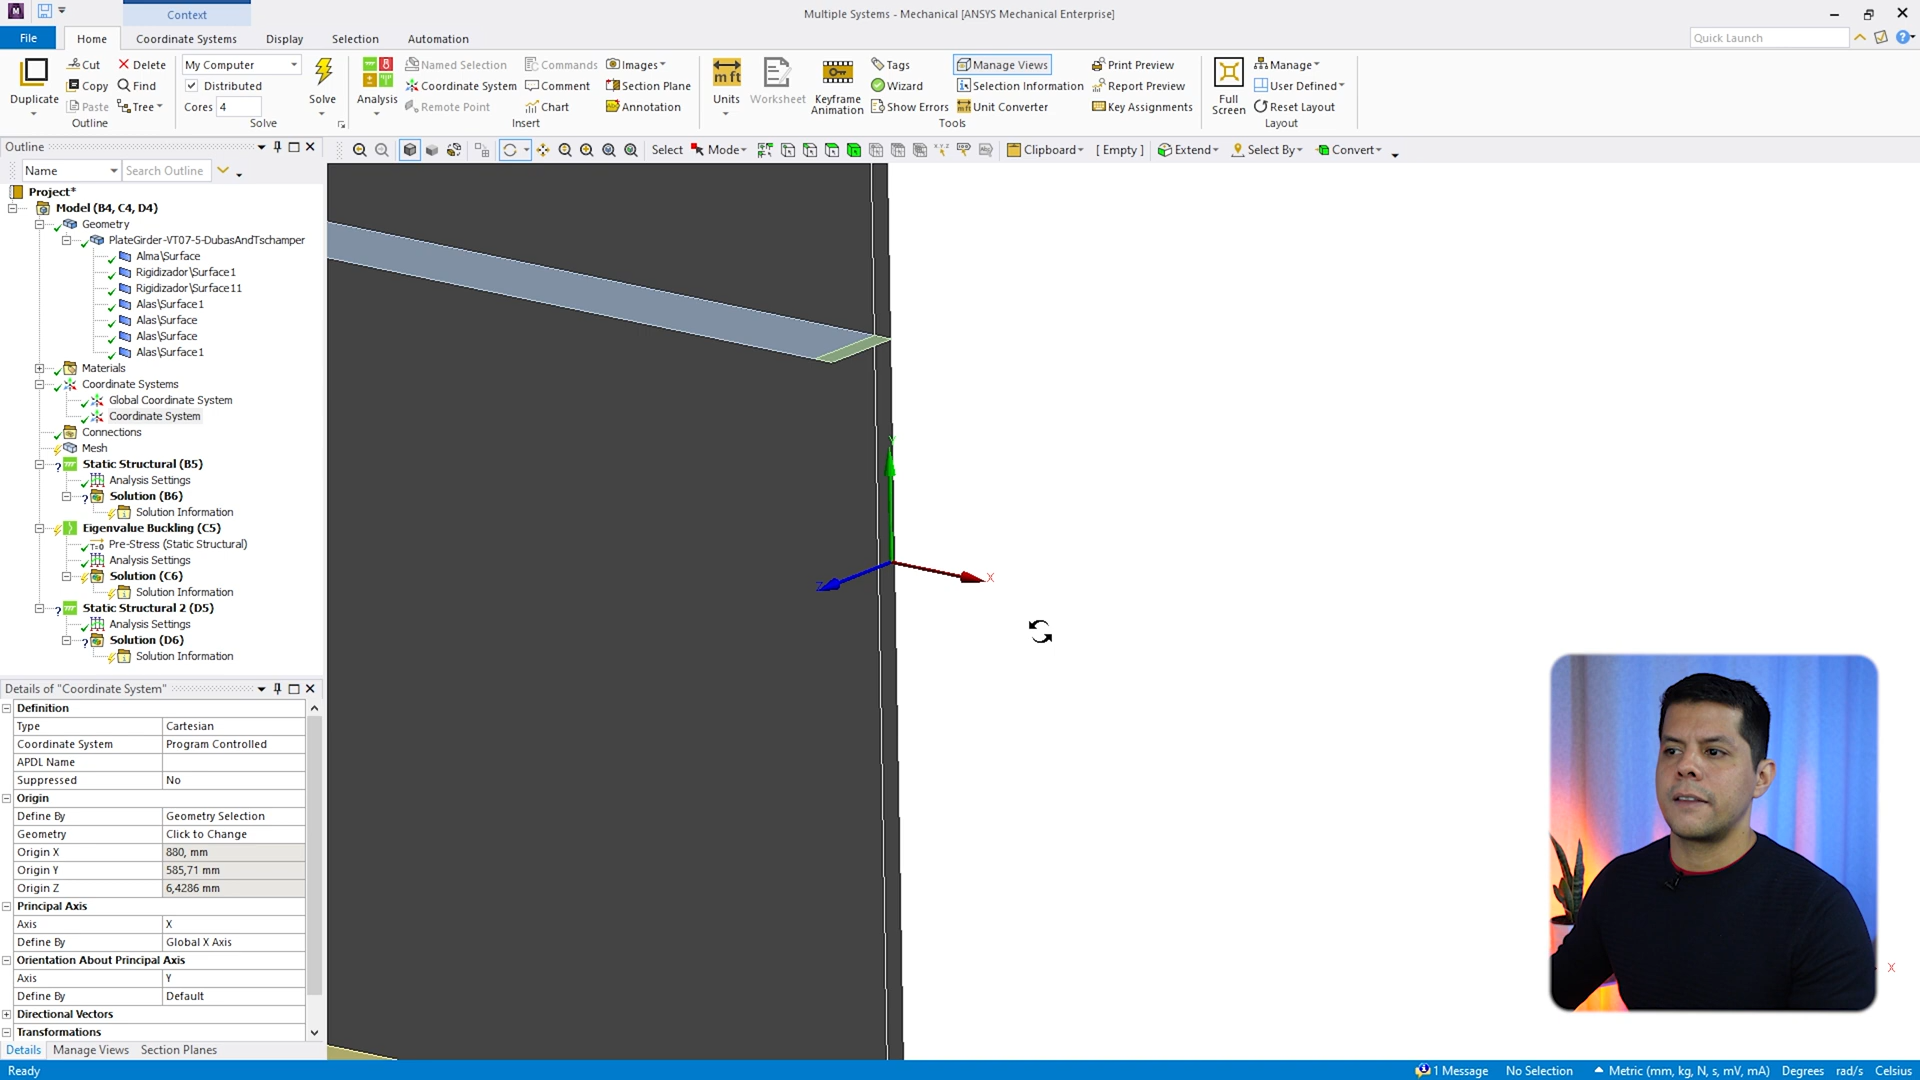 Context
Multiple Systems - Mechanical [ANSYS Mechanical Enterprise]
File
Home
Coordinate Systems
Display
Selection
Automation
Quick Launch
Duplicate
Cut
Delete
Copy
Find
Paste
Tree
Outline
My Computer
Distributed
Cores 4
Solve
Solve
Analysis
Named Selection
Commands
Images
Coordinate System
Comment
Section Plane
Remote Point
Chart
Annotation
Insert
Units
Worksheet
Keyframe
Animation
Tags
Wizard
Show Errors
Manage Views
Selection Information
Unit Converter
Print Preview
Report Preview
Key Assignments
Tools
Full
Screen
Manage
User Defined
Reset Layout
Layout
Outline
Select
Mode
Clipboard
[ Empty ]
Extend
Select By
Convert
Name
Search Outline
Project*
Model (B4, C4, D4)
Geometry
PlateGirder-VT07-5-DubasAndTschamper
Alma\Surface
Rigidizador\Surface1
Rigidizador\Surface11
Alas\Surface1
Alas\Surface
Alas\Surface
Alas\Surface1
Materials
Coordinate Systems
Global Coordinate System
Coordinate System
Connections
Mesh
Static Structural (B5)
Analysis Settings
Solution (B6)
Solution Information
Eigenvalue Buckling (C5)
T=0 Pre-Stress (Static Structural)
Analysis Settings
Solution (C6)
Solution Information
Static Structural 2 (D5)
Analysis Settings
Solution (D6)
Solution Information
Details of "Coordinate System"
Definition
Type Cartesian
Coordinate System Program Controlled
APDL Name
Suppressed No
Origin
Define By Geometry Selection
Geometry Click to Change
Origin X 880, mm
Origin Y 585,71 mm
Origin Z 6,4286 mm
Principal Axis
Axis X
Define By Global X Axis
Orientation About Principal Axis
Axis Y
Define By Default
Directional Vectors
Transformations
Details
Manage Views
Section Planes
Y
X
Z
X
Ready
1 Message
No Selection
Metric (mm, kg, N, s, mV, mA)
Degrees
rad/s
Celsius